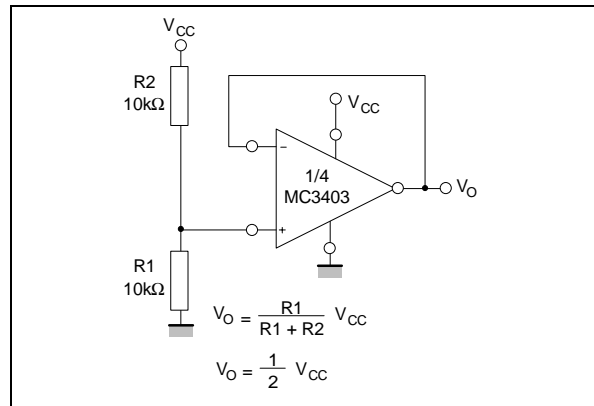 VCC
R2
10kΩ
VCC
−
1/4
MC3403
VO
+
R1
10kΩ
VO = R1 / R1 + R2 VCC
VO = 1 / 2 VCC